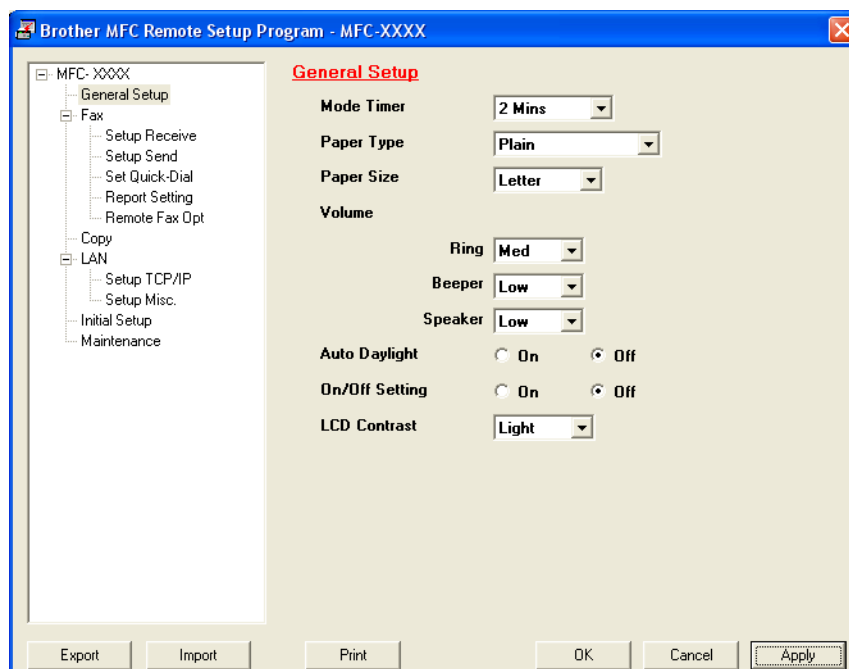 Brother MFC Remote Setup Program - MFC-XXXX
MFC- XXXX
General Setup
Fax
Setup Receive
Setup Send
Set Quick-Dial
Report Setting
Remote Fax Opt
Copy
LAN
Setup TCP/IP
Setup Misc.
Initial Setup
Maintenance
General Setup
Mode Timer 2 Mins
Paper Type Plain
Paper Size Letter
Volume
Ring Med
Beeper Low
Speaker Low
Auto Daylight On Off
On/Off Setting On Off
LCD Contrast Light
Export Import Print OK Cancel Apply